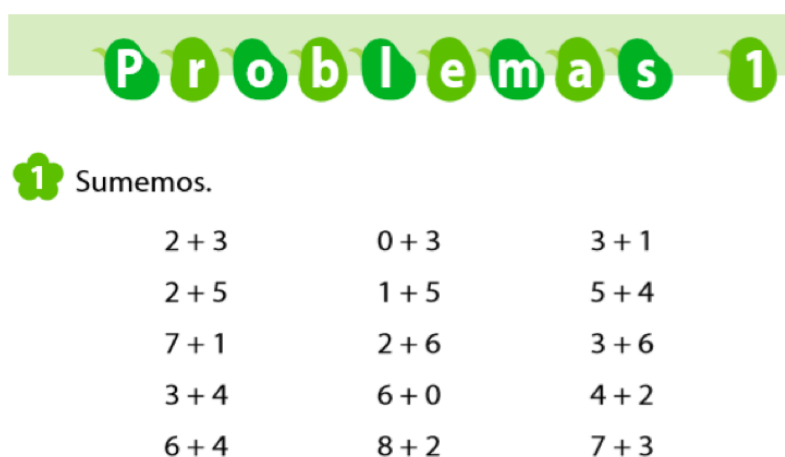 Problemas 1
1 Sumemos.
2 + 3 0 + 3 3 + 1
2 + 5 1 + 5 5 + 4
7 + 1 2 + 6 3 + 6
3 + 4 6 + 0 4 + 2
6 + 4 8 + 2 7 + 3